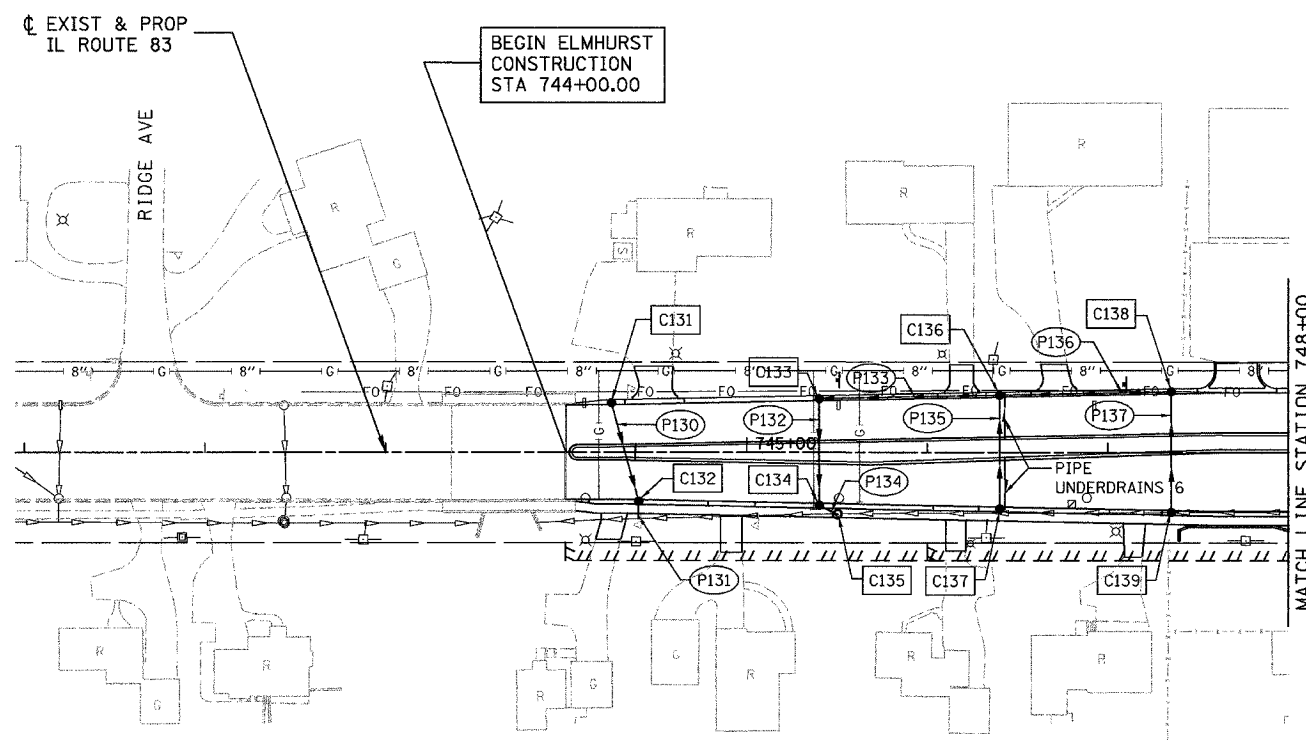 ℄ EXIST & PROP
IL ROUTE 83
BEGIN ELMHURST
CONSTRUCTION
STA 744+00.00
RIDGE AVE
R
G
P
S
R
R
R
C131
C136
C138
P136
MATCH LINE STATION 748+00
8" G 8" G 8" G 8" G 8" G 8" G 8"
C133
P133
FO FO FO FO FO FO FO FO
P130
P132
P135
P137
G
G
745+00
C132
C134
P134
PIPE
UNDERDRAINS 6
P131
C135
C137
C139
R
G
R
R
G
G
R
R
R